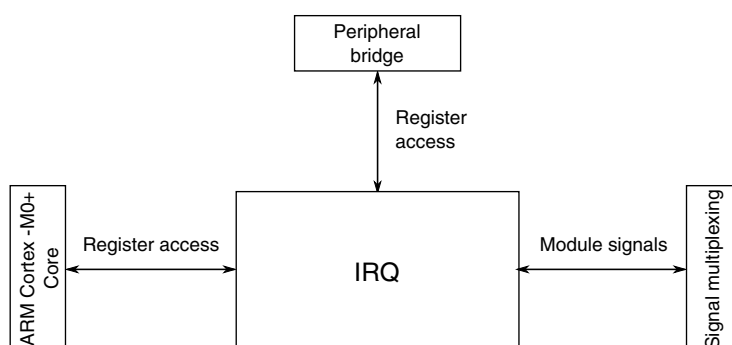 Peripheral
bridge
Register
access
ARM Cortex -M0+
Core
Register access
IRQ
Module signals
Signal multiplexing